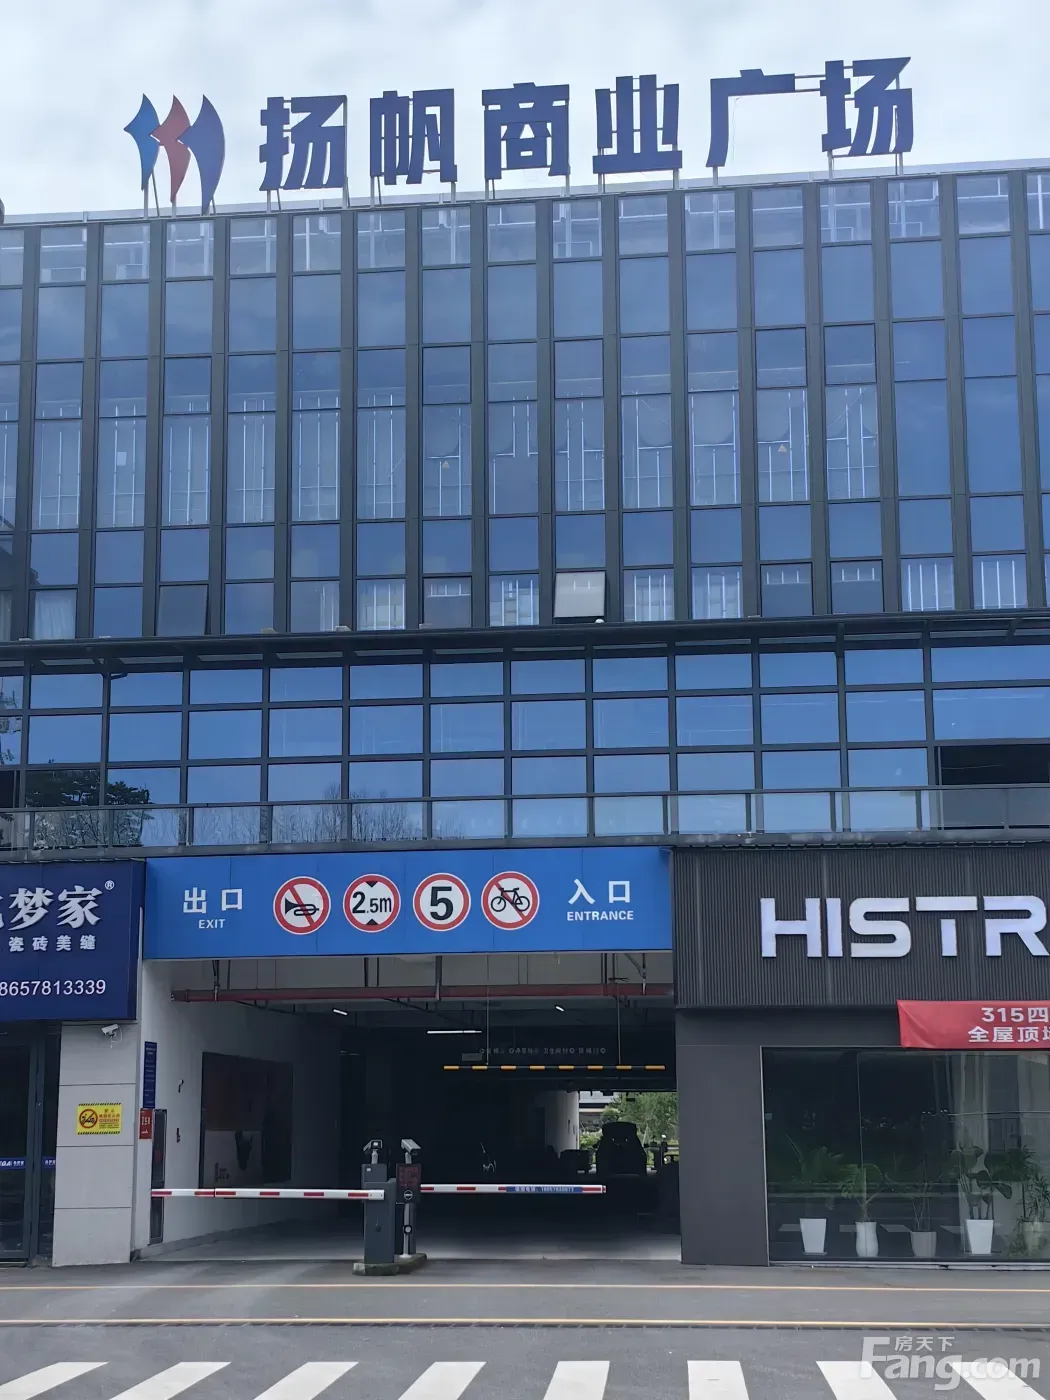 扬帆商业广场
出口
EXIT
2.5m
5
入口
ENTRANCE
梦家®
瓷砖美缝
8657813339
HISTR
315四
全屋顶
房天下
Fang.com